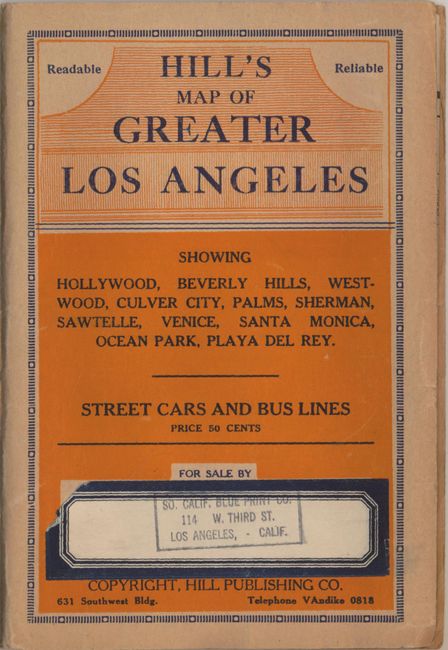 Readable
Reliable
HILL'S
MAP OF
GREATER
LOS ANGELES
SHOWING
HOLLYWOOD, BEVERLY HILLS, WEST-
WOOD, CULVER CITY, PALMS, SHERMAN,
SAWTELLE, VENICE, SANTA MONICA,
OCEAN PARK, PLAYA DEL REY.
STREET CARS AND BUS LINES
PRICE 50 CENTS
FOR SALE BY
SO. CALIF. BLUE PRINT CO.
114 W. THIRD ST.
LOS ANGELES, - CALIF.
COPYRIGHT, HILL PUBLISHING CO.
631 Southwest Bldg. Telephone VAndike 0818